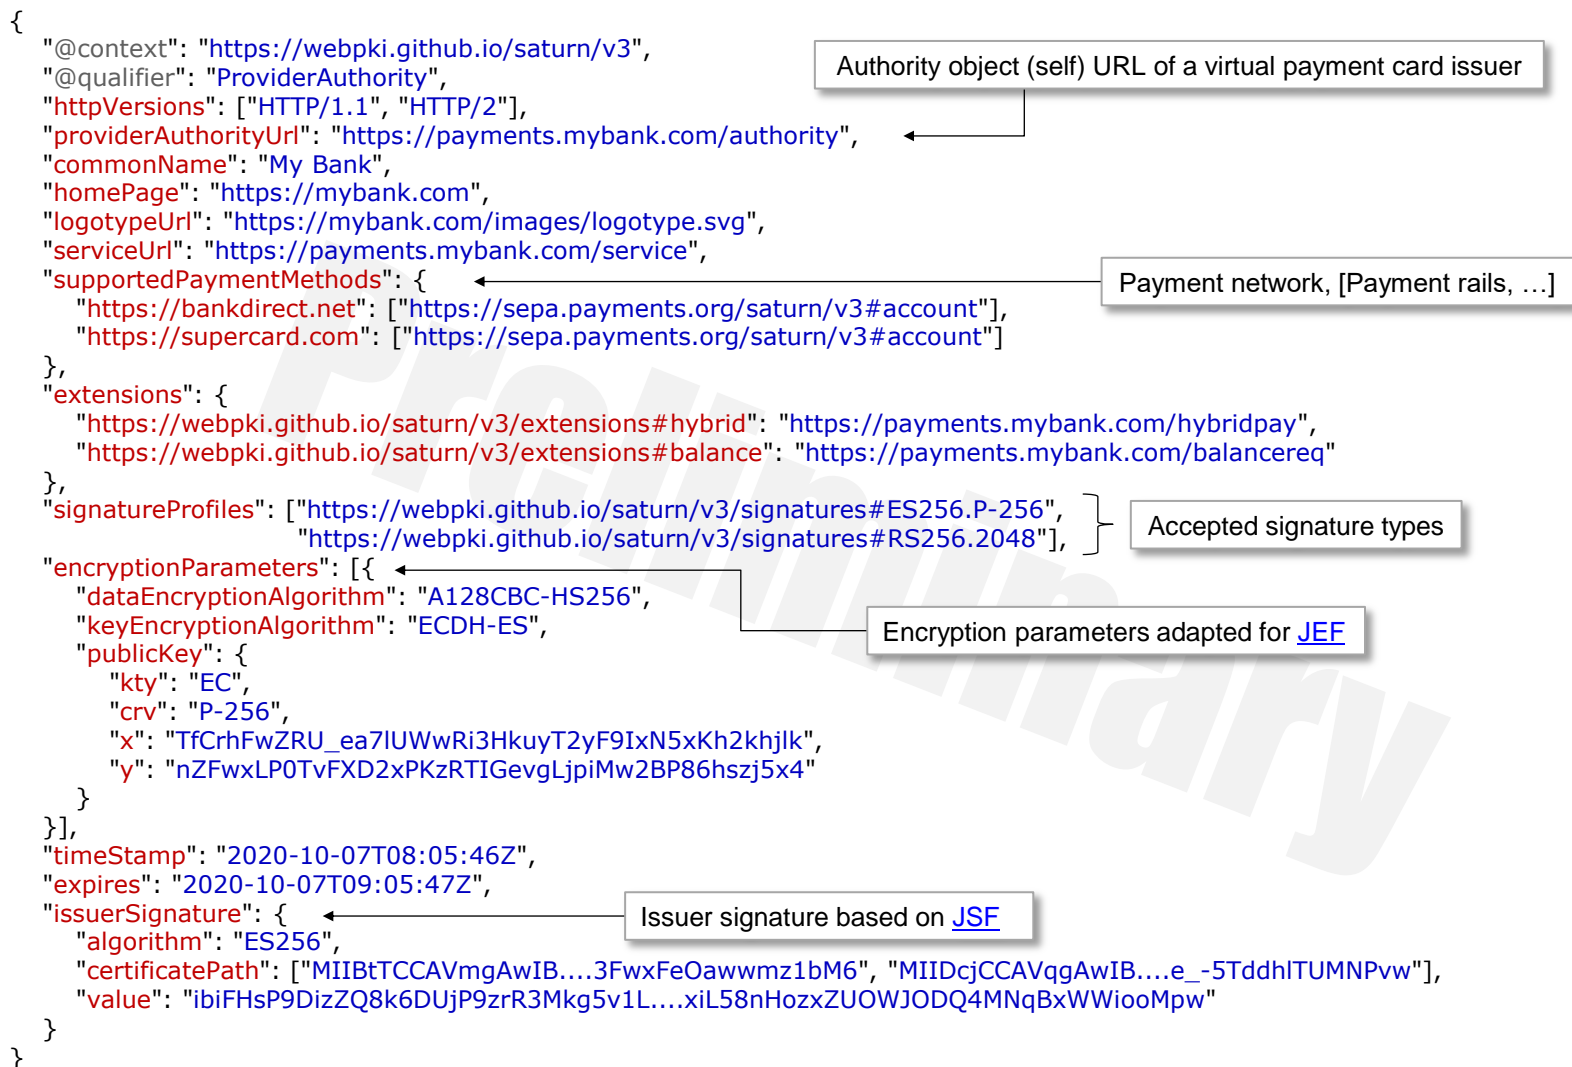 {
"@context": "https://webpki.github.io/saturn/v3",
"@qualifier": "ProviderAuthority",
Authority object (self) URL of a virtual payment card issuer
"httpVersions": ["HTTP/1.1", "HTTP/2"],
"providerAuthorityUrl": "https://payments.mybank.com/authority",
"commonName": "My Bank",
"homePage": "https://mybank.com",
"logotypeUrl": "https://mybank.com/images/logotype.svg",
"serviceUrl": "https://payments.mybank.com/service",
"supportedPaymentMethods": {
Payment network, [Payment rails, …]
"https://bankdirect.net": ["https://sepa.payments.org/saturn/v3#account"],
"https://supercard.com": ["https://sepa.payments.org/saturn/v3#account"]
},
"extensions": {
"https://webpki.github.io/saturn/v3/extensions#hybrid": "https://payments.mybank.com/hybridpay",
"https://webpki.github.io/saturn/v3/extensions#balance": "https://payments.mybank.com/balancereq"
},
"signatureProfiles": ["https://webpki.github.io/saturn/v3/signatures#ES256.P-256",
"https://webpki.github.io/saturn/v3/signatures#RS256.2048"],
Accepted signature types
"encryptionParameters": [{
"dataEncryptionAlgorithm": "A128CBC-HS256",
"keyEncryptionAlgorithm": "ECDH-ES",
Encryption parameters adapted for JEF
"publicKey": {
"kty": "EC",
"crv": "P-256",
"x": "TfCrhFwZRU_ea7lUWwRi3HkuyT2yF9IxN5xKh2khjlk",
"y": "nZFwxLP0TvFXD2xPKzRTIGevgLjpiMw2BP86hszj5x4"
}
}],
"timeStamp": "2020-10-07T08:05:46Z",
"expires": "2020-10-07T09:05:47Z",
"issuerSignature": {
Issuer signature based on JSF
"algorithm": "ES256",
"certificatePath": ["MIIBtTCCAVmgAwIB....3FwxFeOawwmz1bM6", "MIIDcjCCAVqgAwIB....e_-5TddhlTUMNPvw"],
"value": "ibiFHsP9DizZQ8k6DUjP9zrR3Mkg5v1L....xiL58nHozxZUOWJODQ4MNqBxWWiooMpw"
}
}
Preliminary